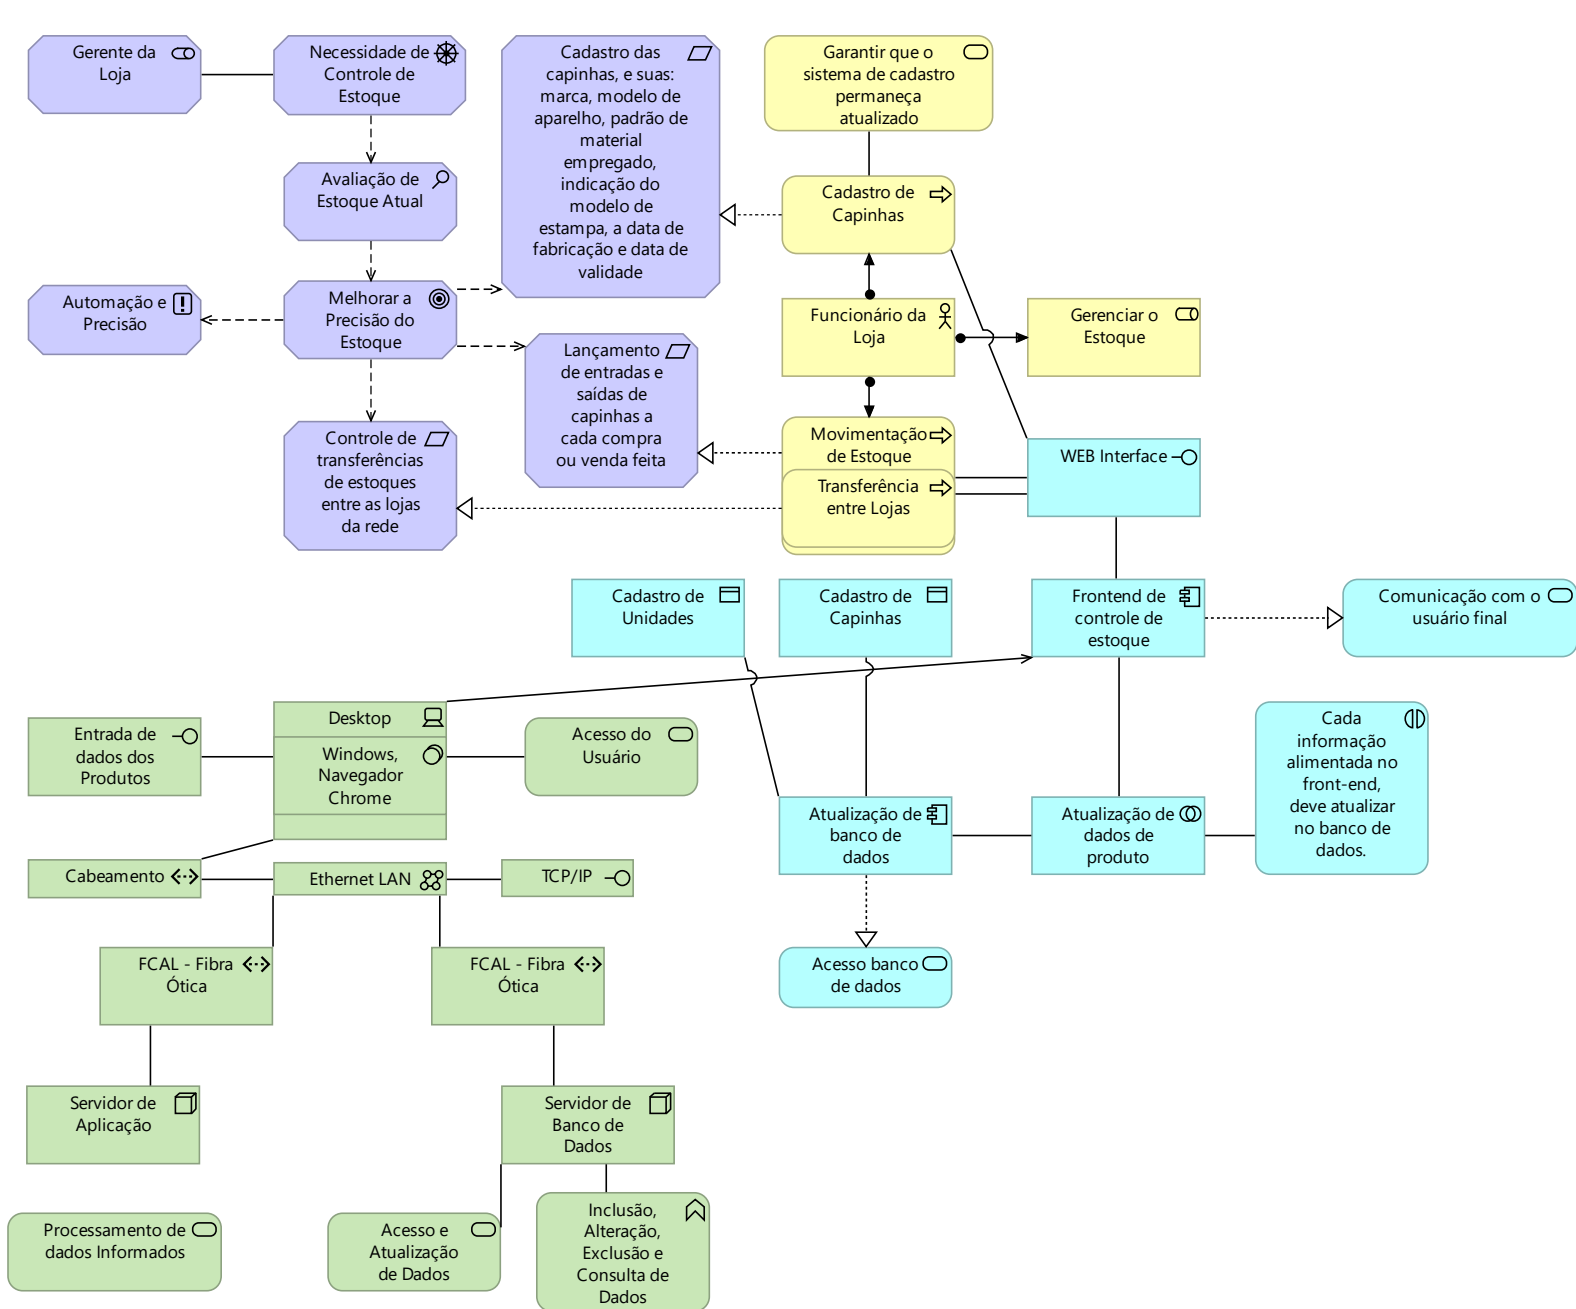 Gerente da
Loja
Necessidade de
Controle de
Estoque
Cadastro das
capinhas, e suas:
marca, modelo de
aparelho, padrão de
material
empregado,
indicação do
modelo de
estampa, a data de
fabricação e data de
validade
Garantir que o
sistema de cadastro
permaneça
atualizado
Avaliação de
Estoque Atual
Cadastro de
Capinhas
Automação e
Precisão
Melhorar a
Precisão do
Estoque
Funcionário da
Loja
Gerenciar o
Estoque
Lançamento
de entradas e
saídas de
capinhas a
cada compra
ou venda feita
Controle de
transferências
de estoques
entre as lojas
da rede
Movimentação
de Estoque
Transferência
entre Lojas
WEB Interface
Cadastro de
Unidades
Cadastro de
Capinhas
Frontend de
controle de
estoque
Comunicação com o
usuário final
Entrada de
dados dos
Produtos
Desktop
Windows,
Navegador
Chrome
Acesso do
Usuário
Cada
informação
alimentada no
front-end,
deve atualizar
no banco de
dados.
Atualização de
banco de
dados
Atualização de
dados de
produto
Cabeamento
Ethernet LAN
TCP/IP
FCAL - Fibra
Ótica
FCAL - Fibra
Ótica
Acesso banco
de dados
Servidor de
Aplicação
Servidor de
Banco de
Dados
Processamento de
dados Informados
Acesso e
Atualização
de Dados
Inclusão,
Alteração,
Exclusão e
Consulta de
Dados